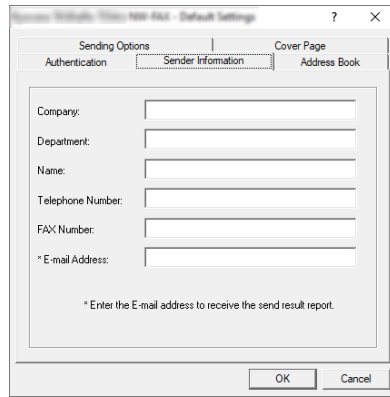 NW-FAX - Default Settings
Sending Options
Cover Page
Authentication
Sender Information
Address Book
Company:
Department:
Name:
Telephone Number:
FAX Number:
* E-mail Address:
* Enter the E-mail address to receive the send result report.
OK
Cancel